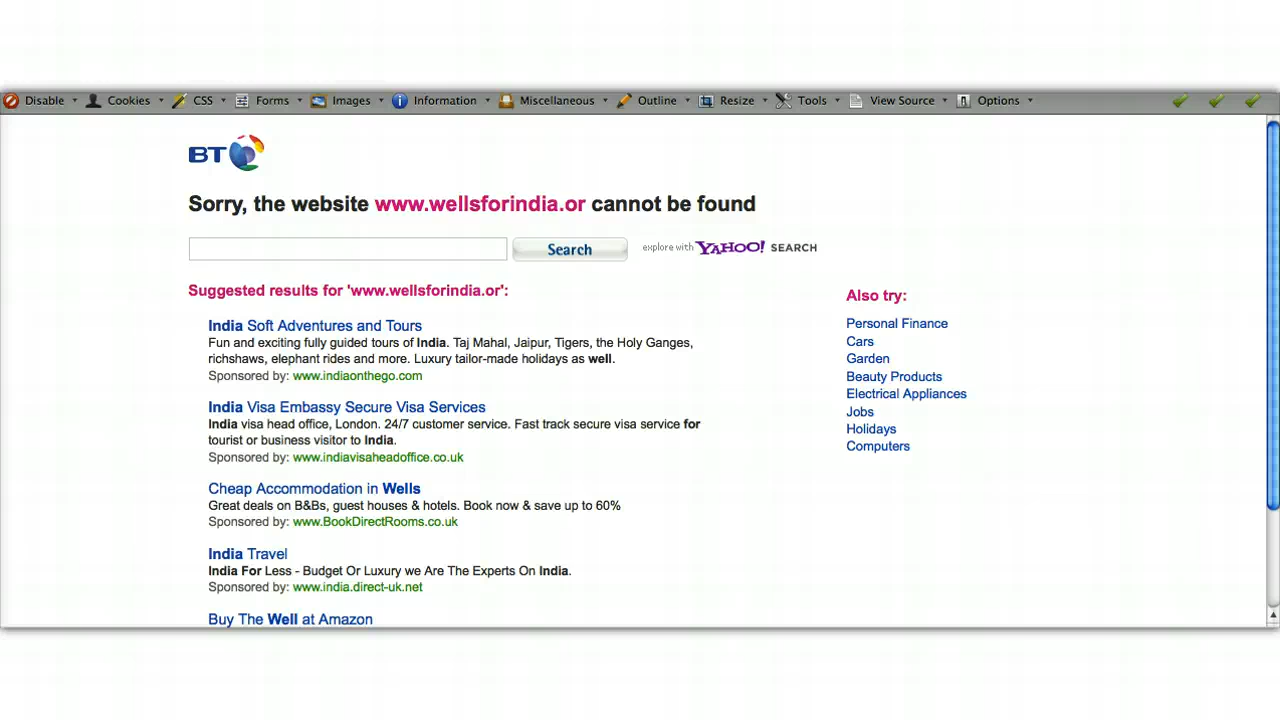 Disable Cookies CSS Forms Images Information Miscellaneous Outline Resize Tools View Source Options
BT
Sorry, the website www.wellsforindia.or cannot be found
Search explore with YAHOO! SEARCH
Suggested results for 'www.wellsforindia.or':
India Soft Adventures and Tours
Fun and exciting fully guided tours of India. Taj Mahal, Jaipur, Tigers, the Holy Ganges,
richshaws, elephant rides and more. Luxury tailor-made holidays as well.
Sponsored by: www.indiaonthego.com
India Visa Embassy Secure Visa Services
India visa head office, London. 24/7 customer service. Fast track secure visa service for
tourist or business visitor to India.
Sponsored by: www.indiavisaheadoffice.co.uk
Cheap Accommodation in Wells
Great deals on B&Bs, guest houses & hotels. Book now & save up to 60%
Sponsored by: www.BookDirectRooms.co.uk
India Travel
India For Less - Budget Or Luxury we Are The Experts On India.
Sponsored by: www.india.direct-uk.net
Buy The Well at Amazon
Also try:
Personal Finance
Cars
Garden
Beauty Products
Electrical Appliances
Jobs
Holidays
Computers